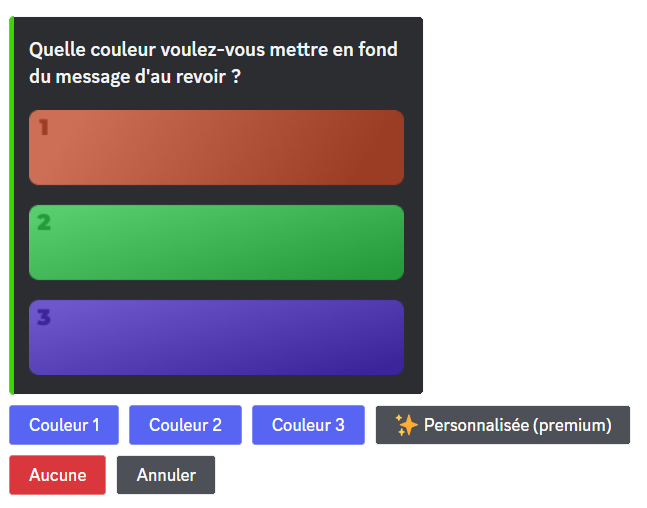 Quelle couleur voulez-vous mettre en fond
du message d'au revoir ?
1
2
3
Couleur 1
Couleur 2
Couleur 3
Personnalisée (premium)
Aucune
Annuler